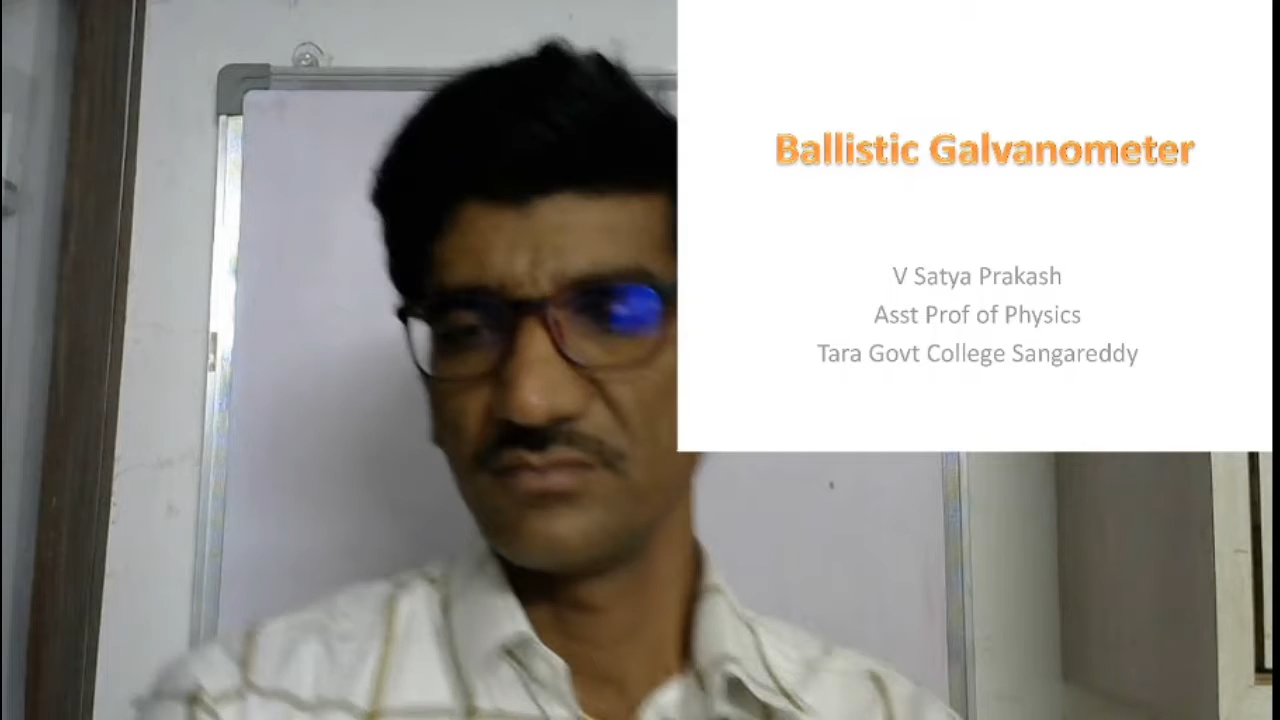 Ballistic Galvanometer
V Satya Prakash
Asst Prof of Physics
Tara Govt College Sangareddy